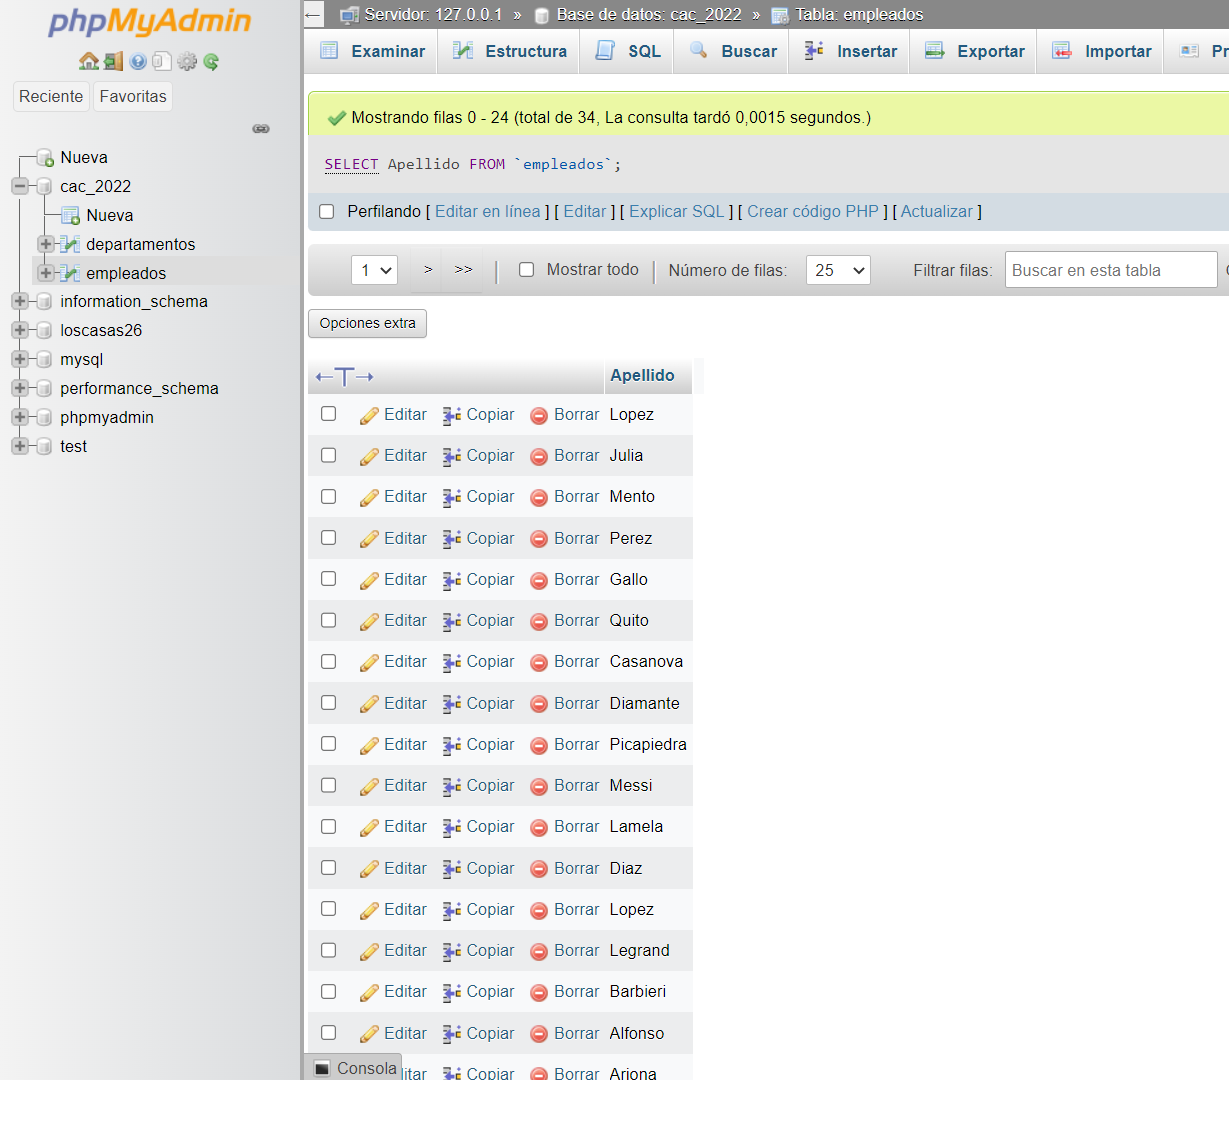 phpMyAdmin
Reciente Favoritas
Nueva
cac_2022
Nueva
departamentos
empleados
information_schema
loscasas26
mysql
performance_schema
phpmyadmin
test
← Servidor: 127.0.0.1 » Base de datos: cac_2022 » Tabla: empleados
Examinar Estructura SQL Buscar Insertar Exportar Importar Pr
Mostrando filas 0 - 24 (total de 34, La consulta tardó 0,0015 segundos.)
SELECT Apellido FROM `empleados`;
Perfilando [ Editar en línea ] [ Editar ] [ Explicar SQL ] [ Crear código PHP ] [ Actualizar ]
1 > >> | Mostrar todo | Número de filas: 25 Filtrar filas: Buscar en esta tabla
Opciones extra
←T→ Apellido
Editar Copiar Borrar Lopez
Editar Copiar Borrar Julia
Editar Copiar Borrar Mento
Editar Copiar Borrar Perez
Editar Copiar Borrar Gallo
Editar Copiar Borrar Quito
Editar Copiar Borrar Casanova
Editar Copiar Borrar Diamante
Editar Copiar Borrar Picapiedra
Editar Copiar Borrar Messi
Editar Copiar Borrar Lamela
Editar Copiar Borrar Diaz
Editar Copiar Borrar Lopez
Editar Copiar Borrar Legrand
Editar Copiar Borrar Barbieri
Editar Copiar Borrar Alfonso
Consola itar Copiar Borrar